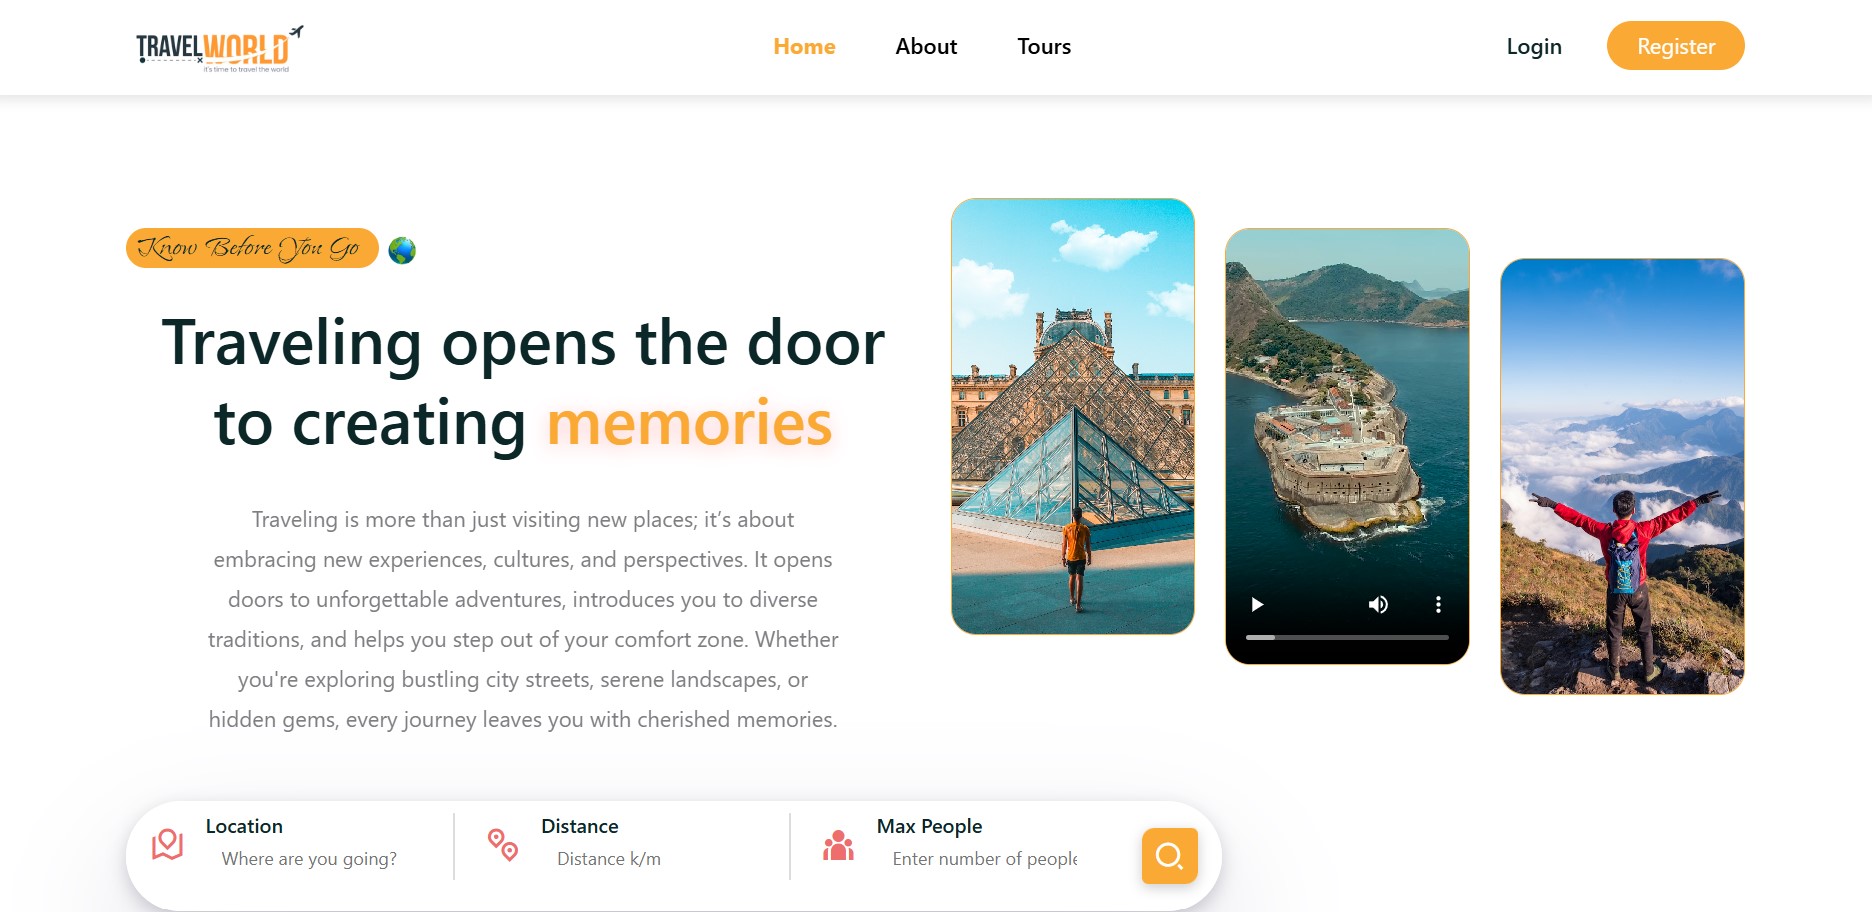 TRAVELWORLD
it's time to travel the world
Home
About
Tours
Login
Register
Know Before You Go
Traveling opens the door
to creating memories
Traveling is more than just visiting new places; it’s about
embracing new experiences, cultures, and perspectives. It opens
doors to unforgettable adventures, introduces you to diverse
traditions, and helps you step out of your comfort zone. Whether
you're exploring bustling city streets, serene landscapes, or
hidden gems, every journey leaves you with cherished memories.
Location
Where are you going?
Distance
Distance k/m
Max People
Enter number of people